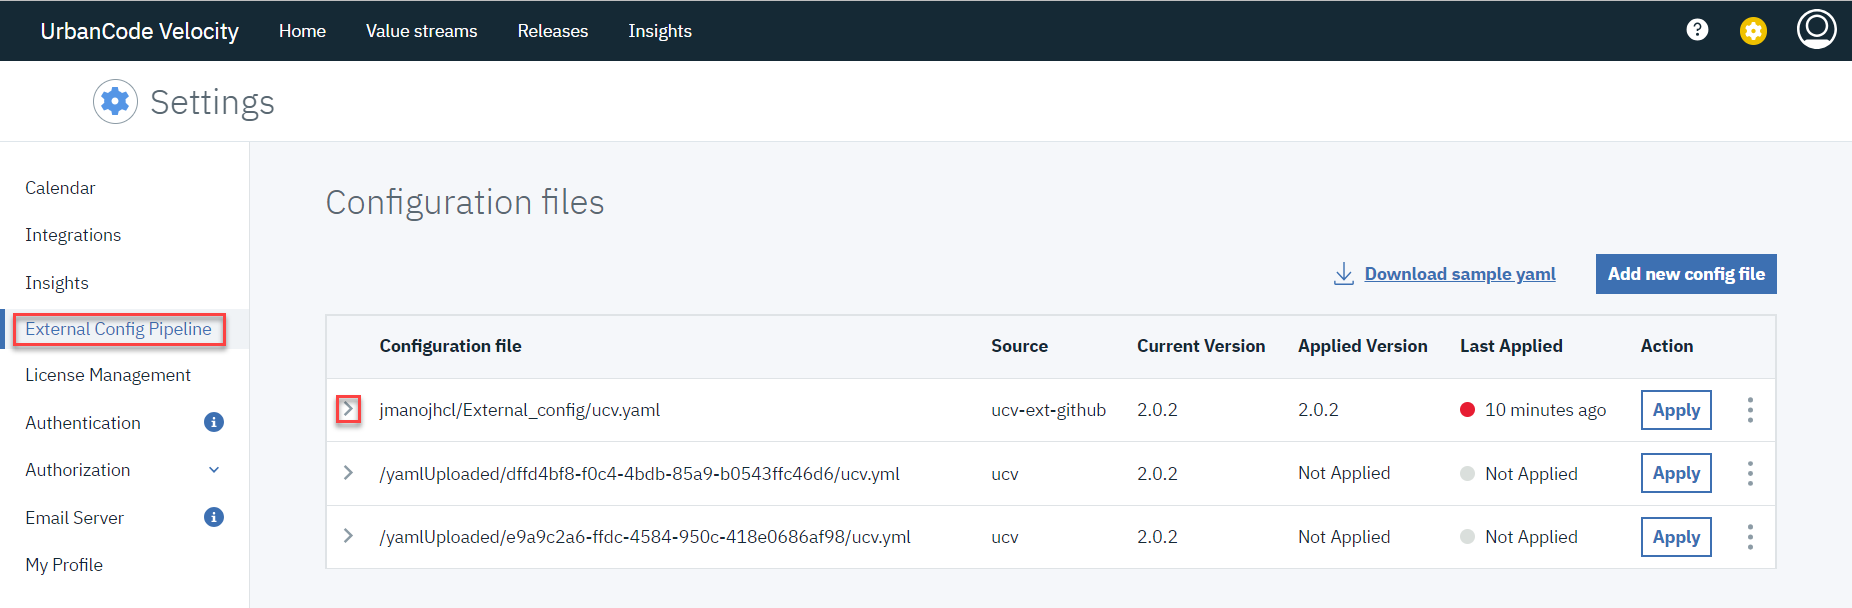 UrbanCode Velocity Home Value streams Releases Insights
Settings
Calendar
Integrations
Insights
External Config Pipeline
License Management
Authentication
Authorization
Email Server
My Profile
Configuration files
Download sample yaml Add new config file
Configuration file Source Current Version Applied Version Last Applied Action
jmanojhcl/External_config/ucv.yaml ucv-ext-github 2.0.2 2.0.2 10 minutes ago Apply
/yamlUploaded/dffd4bf8-f0c4-4bdb-85a9-b0543ffc46d6/ucv.yml ucv 2.0.2 Not Applied Not Applied Apply
/yamlUploaded/e9a9c2a6-ffdc-4584-950c-418e0686af98/ucv.yml ucv 2.0.2 Not Applied Not Applied Apply